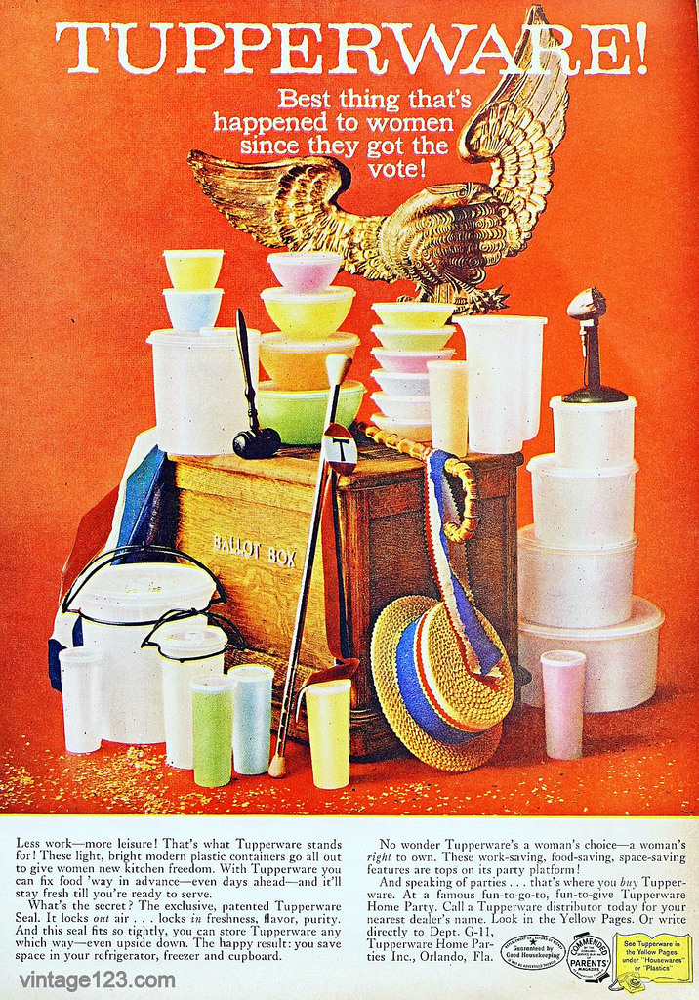 TUPPERWARE!
Best thing that's
happened to women
since they got the
vote!
T
BALLOT BOX
Less work—more leisure! That's what Tupperware stands
for! These light, bright modern plastic containers go all out
to give women new kitchen freedom. With Tupperware you
can fix food 'way in advance—even days ahead—and it'll
stay fresh till you're ready to serve.
What's the secret? The exclusive, patented Tupperware
Seal. It locks out air . . . locks in freshness, flavor, purity.
And this seal fits so tightly, you can store Tupperware any
which way—even upside down. The happy result: you save
space in your refrigerator, freezer and cupboard.
No wonder Tupperware's a woman's choice—a woman's
right to own. These work-saving, food-saving, space-saving
features are tops on its party platform!
And speaking of parties . . . that's where you buy Tupper-
ware. At a famous fun-to-go-to, fun-to-give Tupperware
Home Party. Call a Tupperware distributor today for your
nearest dealer's name. Look in the Yellow Pages. Or write
directly to Dept. G-11,
Tupperware Home Par-
ties Inc., Orlando, Fla.
Guaranteed by
Good Housekeeping
COMMENDED
PARENTS'
MAGAZINE
See Tupperware in
the Yellow Pages
under "Housewares"
or "Plastics"
vintage123.com